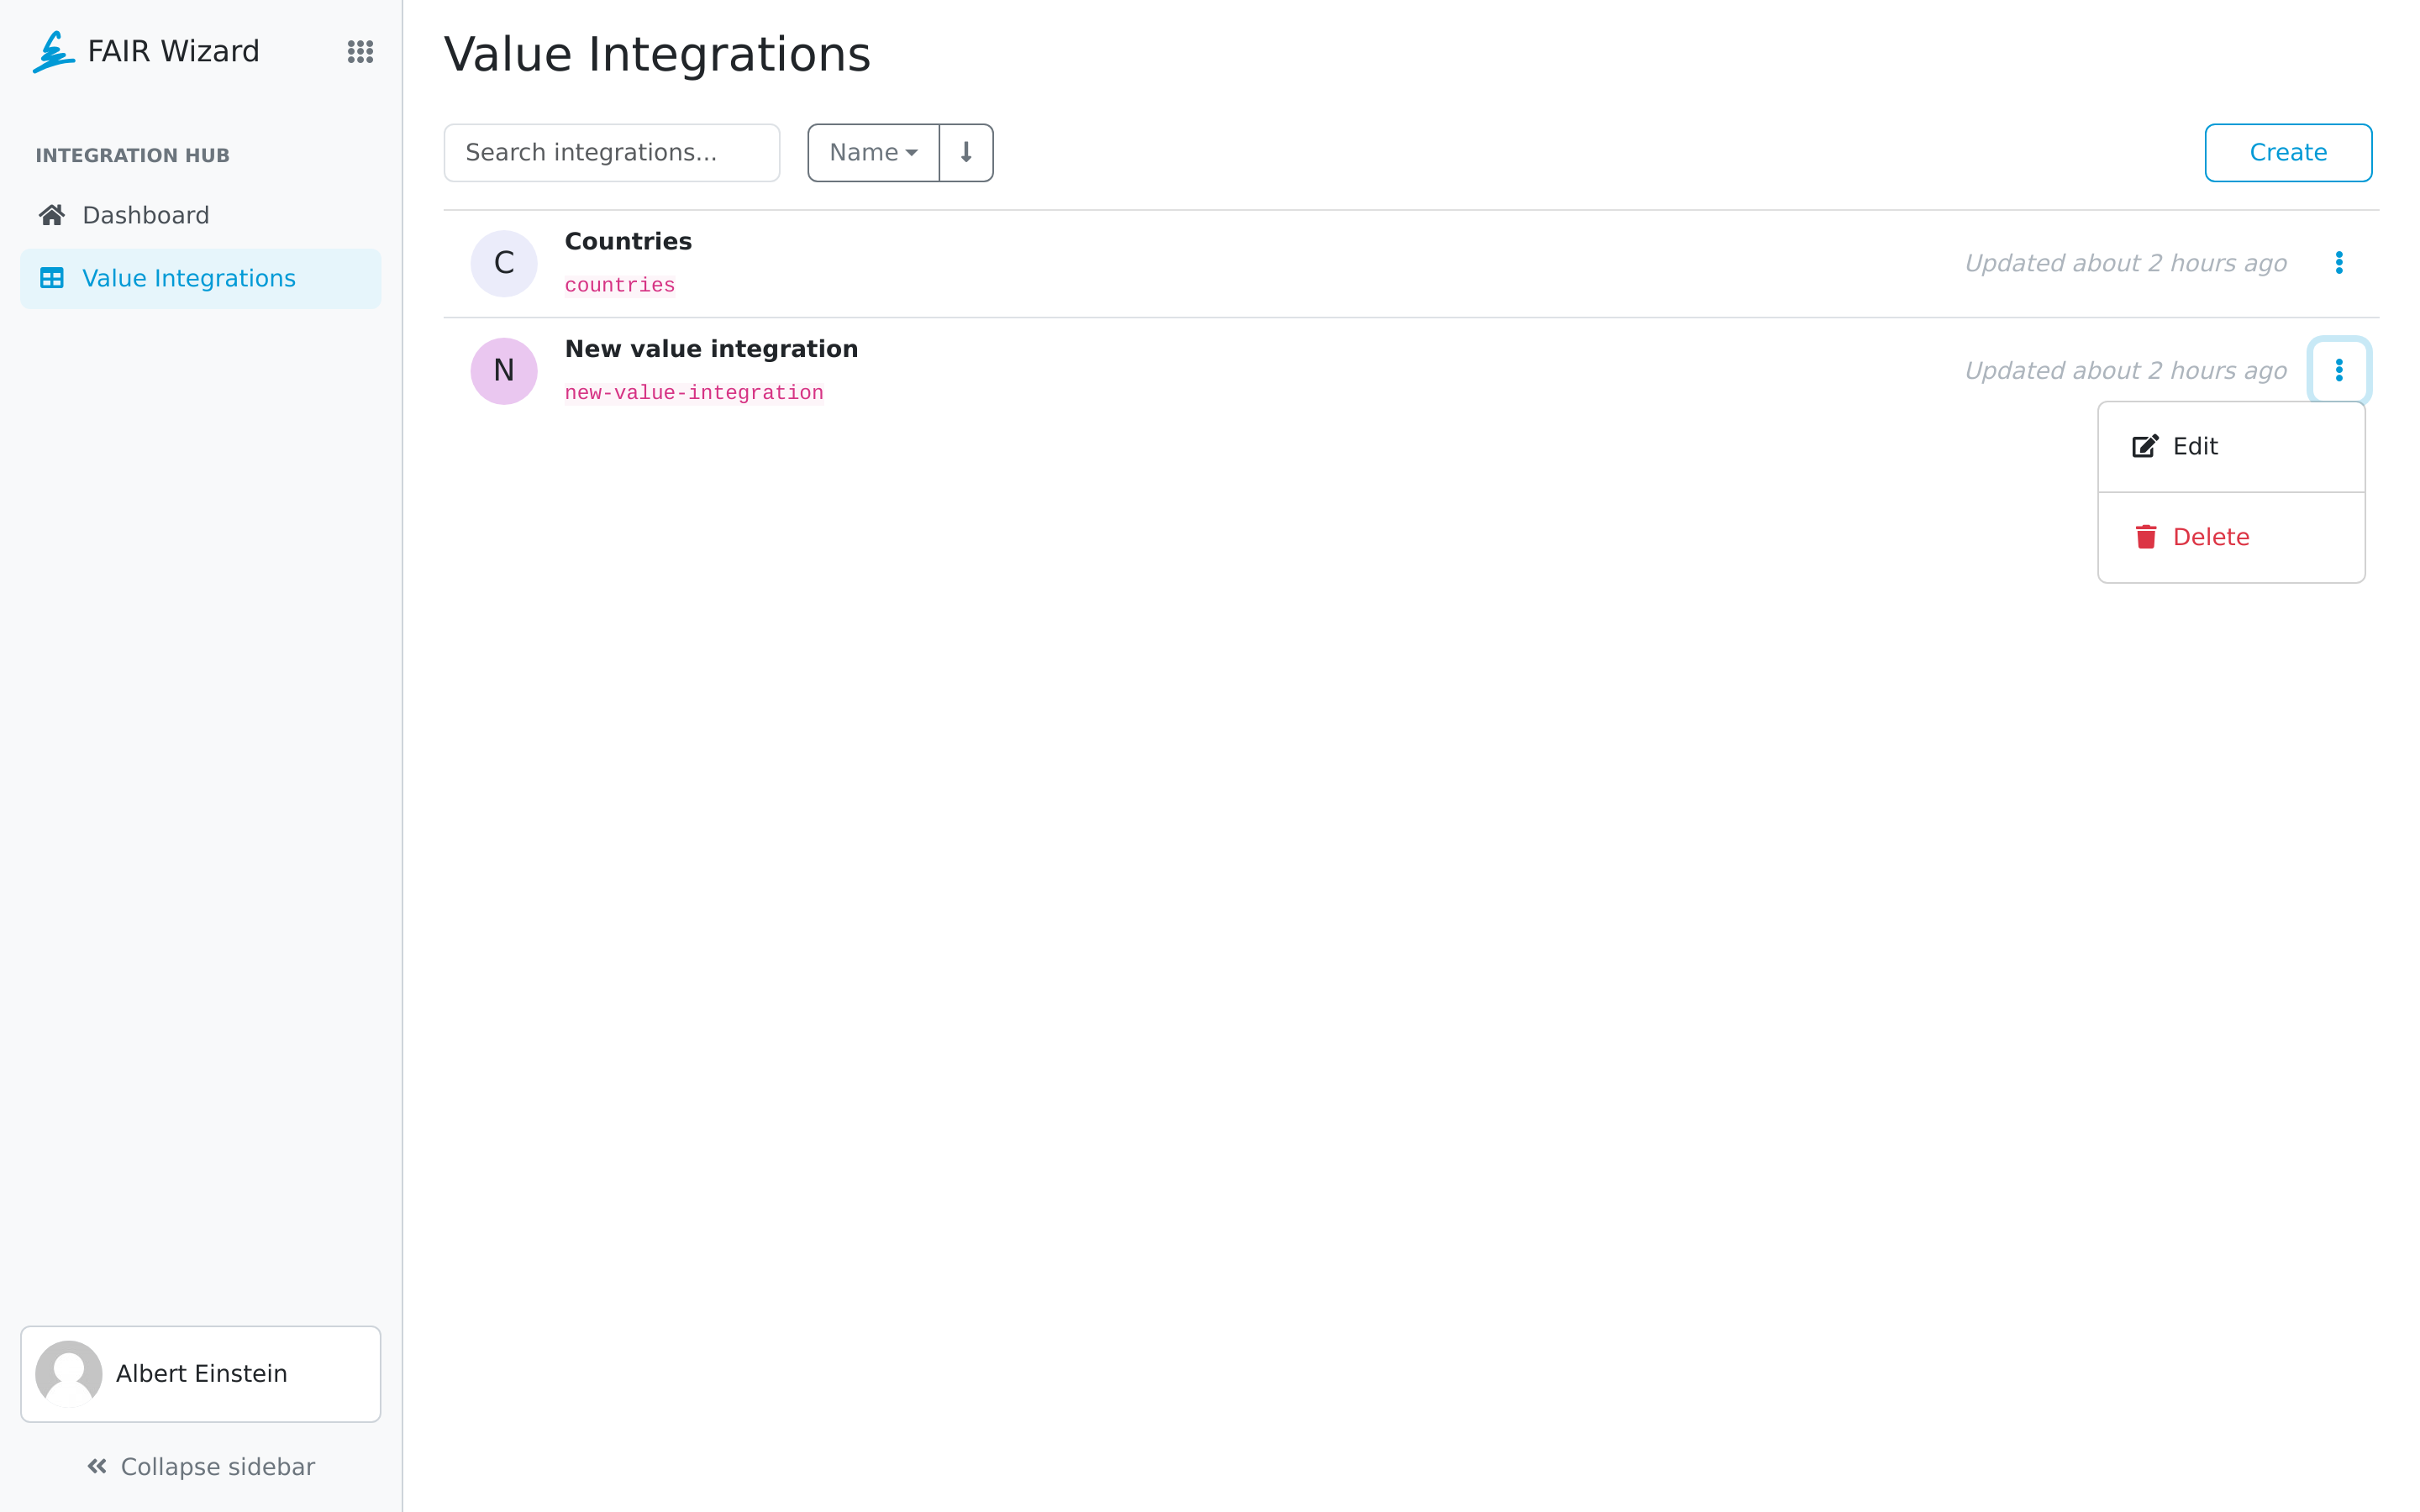 FAIR Wizard
INTEGRATION HUB
Dashboard
Value Integrations
Albert Einstein
Collapse sidebar
Value Integrations
Search integrations...
Name
Create
C
Countries
countries
Updated about 2 hours ago
N
New value integration
new-value-integration
Updated about 2 hours ago
Edit
Delete